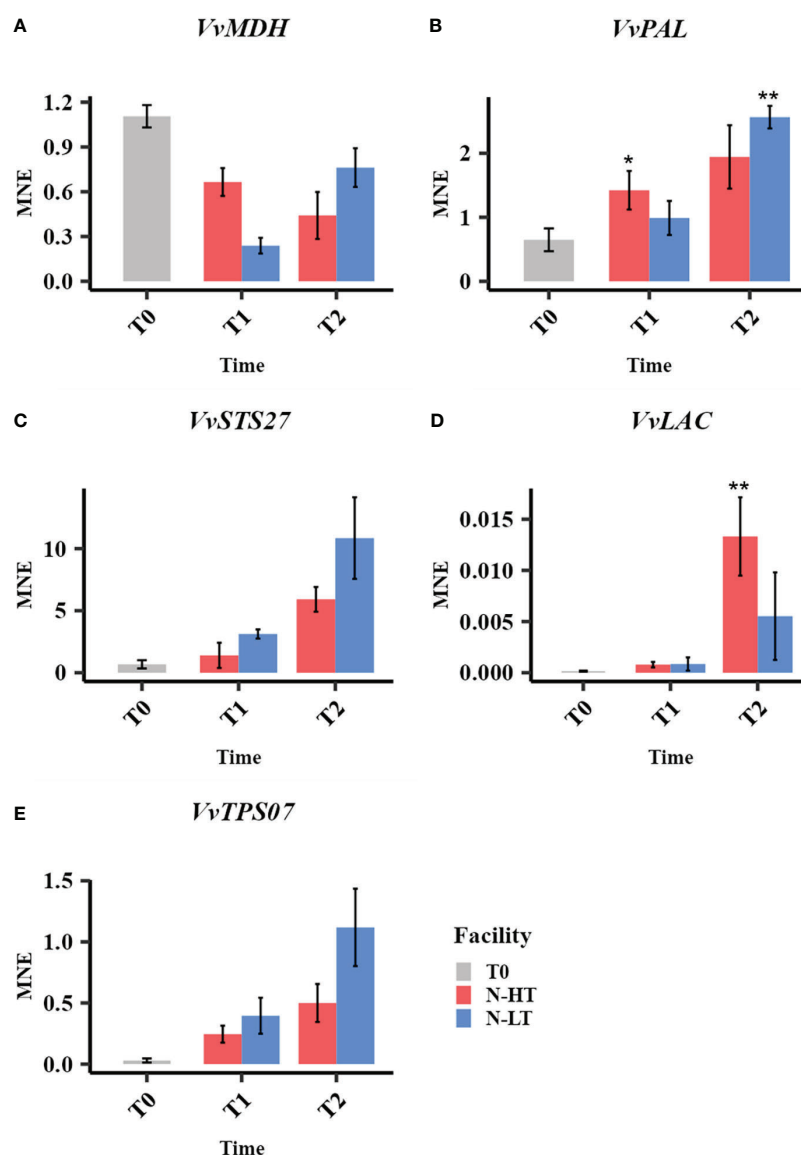 A
VvMDH
1.2
0.9
0.6
0.3
0.0
MNE
T0
T1
T2
Time
B
VvPAL
2
1
0
MNE
*
**
T0
T1
T2
Time
C
VvSTS27
10
5
0
MNE
T0
T1
T2
Time
D
VvLAC
0.015
0.010
0.005
0.000
MNE
**
T0
T1
T2
Time
E
VvTPS07
1.5
1.0
0.5
0.0
MNE
T0
T1
T2
Time
Facility
T0
N-HT
N-LT